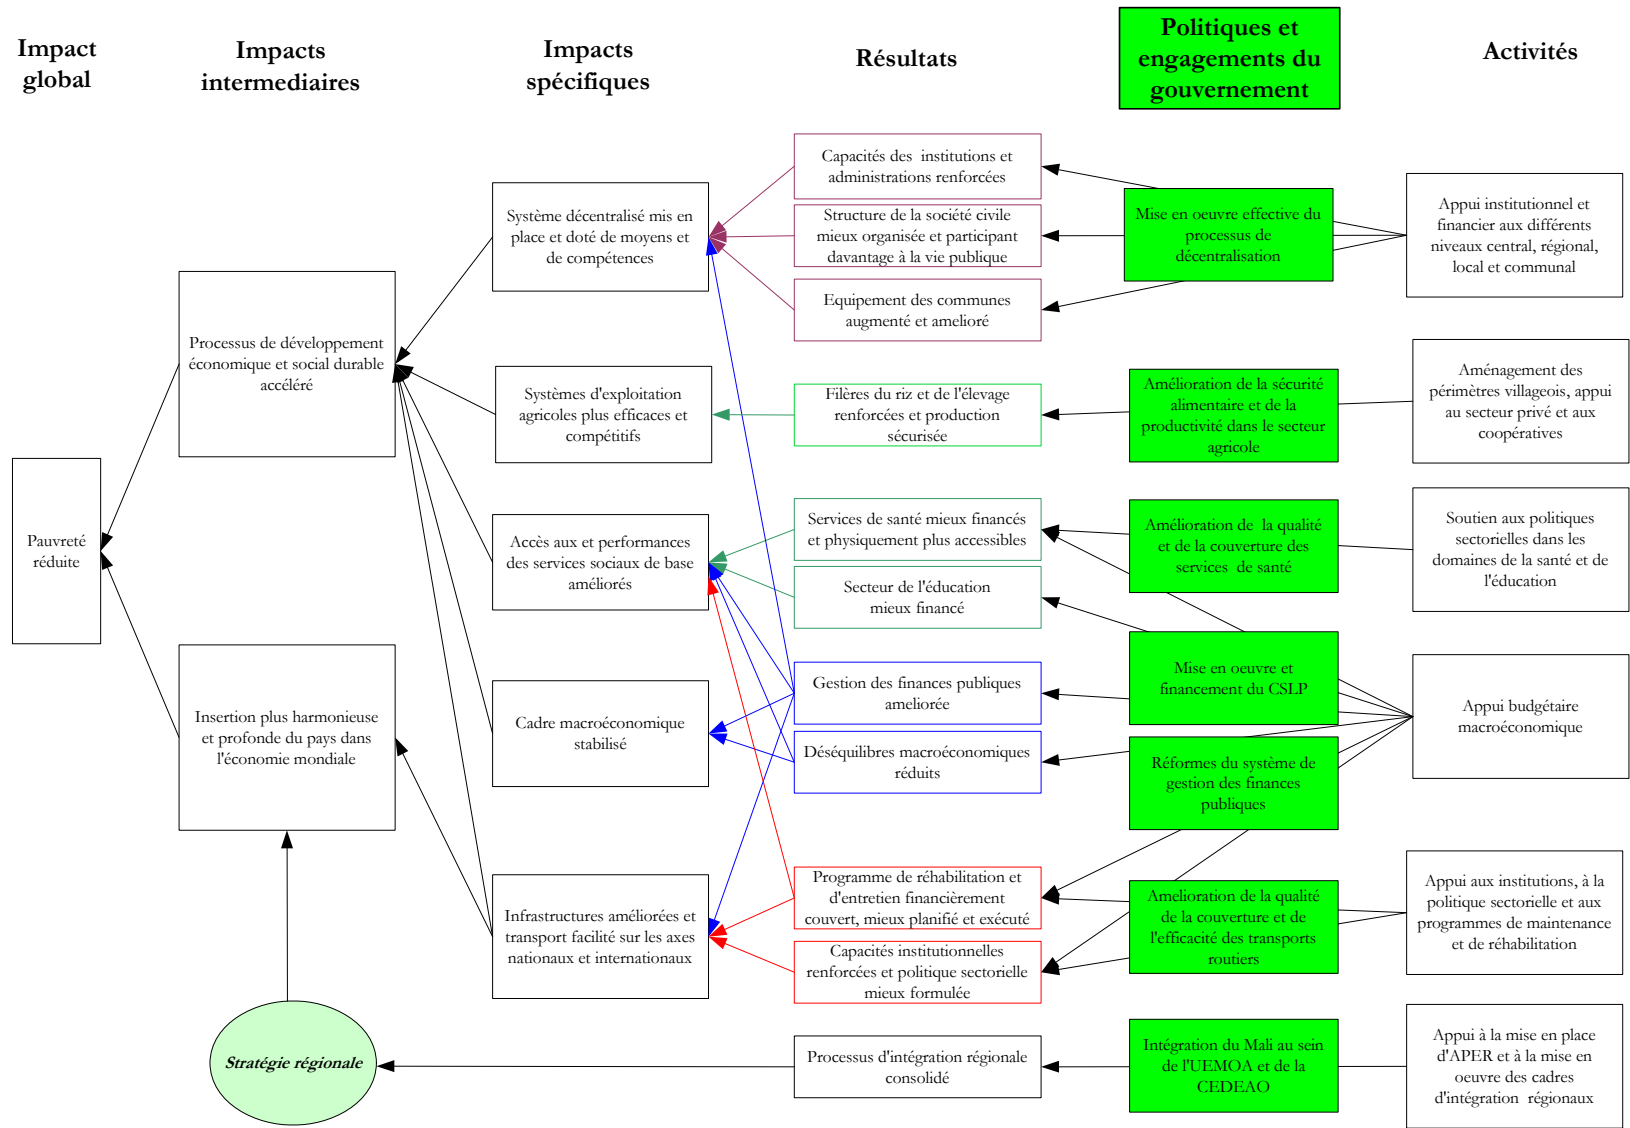 Impact
global
Impacts
intermediaires
Impacts
spécifiques
Résultats
Politiques et
engagements du
gouvernement
Activités
Pauvreté
réduite
Processus de développement
économique et social durable
accéléré
Insertion plus harmonieuse
et profonde du pays dans
l'économie mondiale
Stratégie régionale
Système décentralisé mis en
place et doté de moyens et
de compétences
Systèmes d'exploitation
agricoles plus efficaces et
compétitifs
Accès aux et performances
des services sociaux de base
améliorés
Cadre macroéconomique
stabilisé
Infrastructures améliorées et
transport facilité sur les axes
nationaux et internationaux
Capacités des institutions et
administrations renforcées
Structure de la société civile
mieux organisée et participant
davantage à la vie publique
Equipement des communes
augmenté et amelioré
Filères du riz et de l'élevage
renforcées et production
sécurisée
Services de santé mieux financés
et physiquement plus accessibles
Secteur de l'éducation
mieux financé
Gestion des finances publiques
ameliorée
Déséquilibres macroéconomiques
réduits
Programme de réhabilitation et
d'entretien financièrement
couvert, mieux planifié et exécuté
Capacités institutionnelles
renforcées et politique sectorielle
mieux formulée
Processus d'intégration régionale
consolidé
Mise en oeuvre effective du
processus de
décentralisation
Amélioration de la sécurité
alimentaire et de la
productivité dans le secteur
agricole
Amélioration de la qualité
et de la couverture des
services de santé
Mise en oeuvre et
financement du CSLP
Réformes du système de
gestion des finances
publiques
Amelioration de la qualité
de la couverture et de
l'efficacité des transports
routiers
Intégration du Mali au sein
de l'UEMOA et de la
CEDEAO
Appui institutionnel et
financier aux différents
niveaux central, régional,
local et communal
Aménagement des
périmètres villageois, appui
au secteur privé et aux
coopératives
Soutien aux politiques
sectorielles dans les
domaines de la santé et de
l'éducation
Appui budgétaire
macroéconomique
Appui aux institutions, à la
politique sectorielle et aux
programmes de maintenance
et de réhabilitation
Appui à la mise en place
d'APER et à la mise en
oeuvre des cadres
d'intégration régionaux